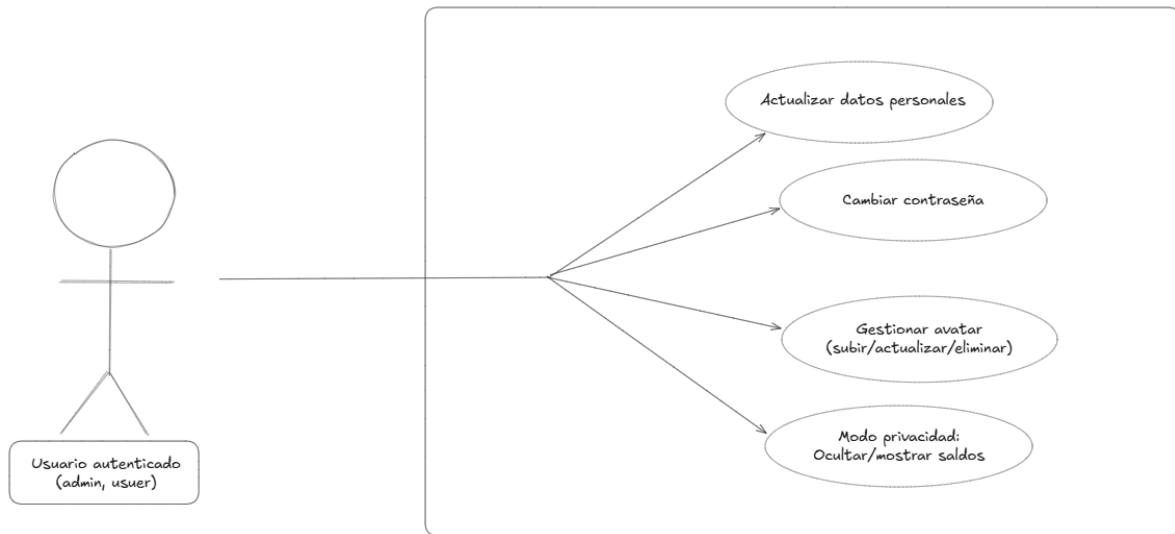 Actualizar datos personales
Cambiar contraseña
Gestionar avatar
(subir/actualizar/eliminar)
Modo privacidad:
Ocultar/mostrar saldos
Usuario autenticado
(admin, usuer)